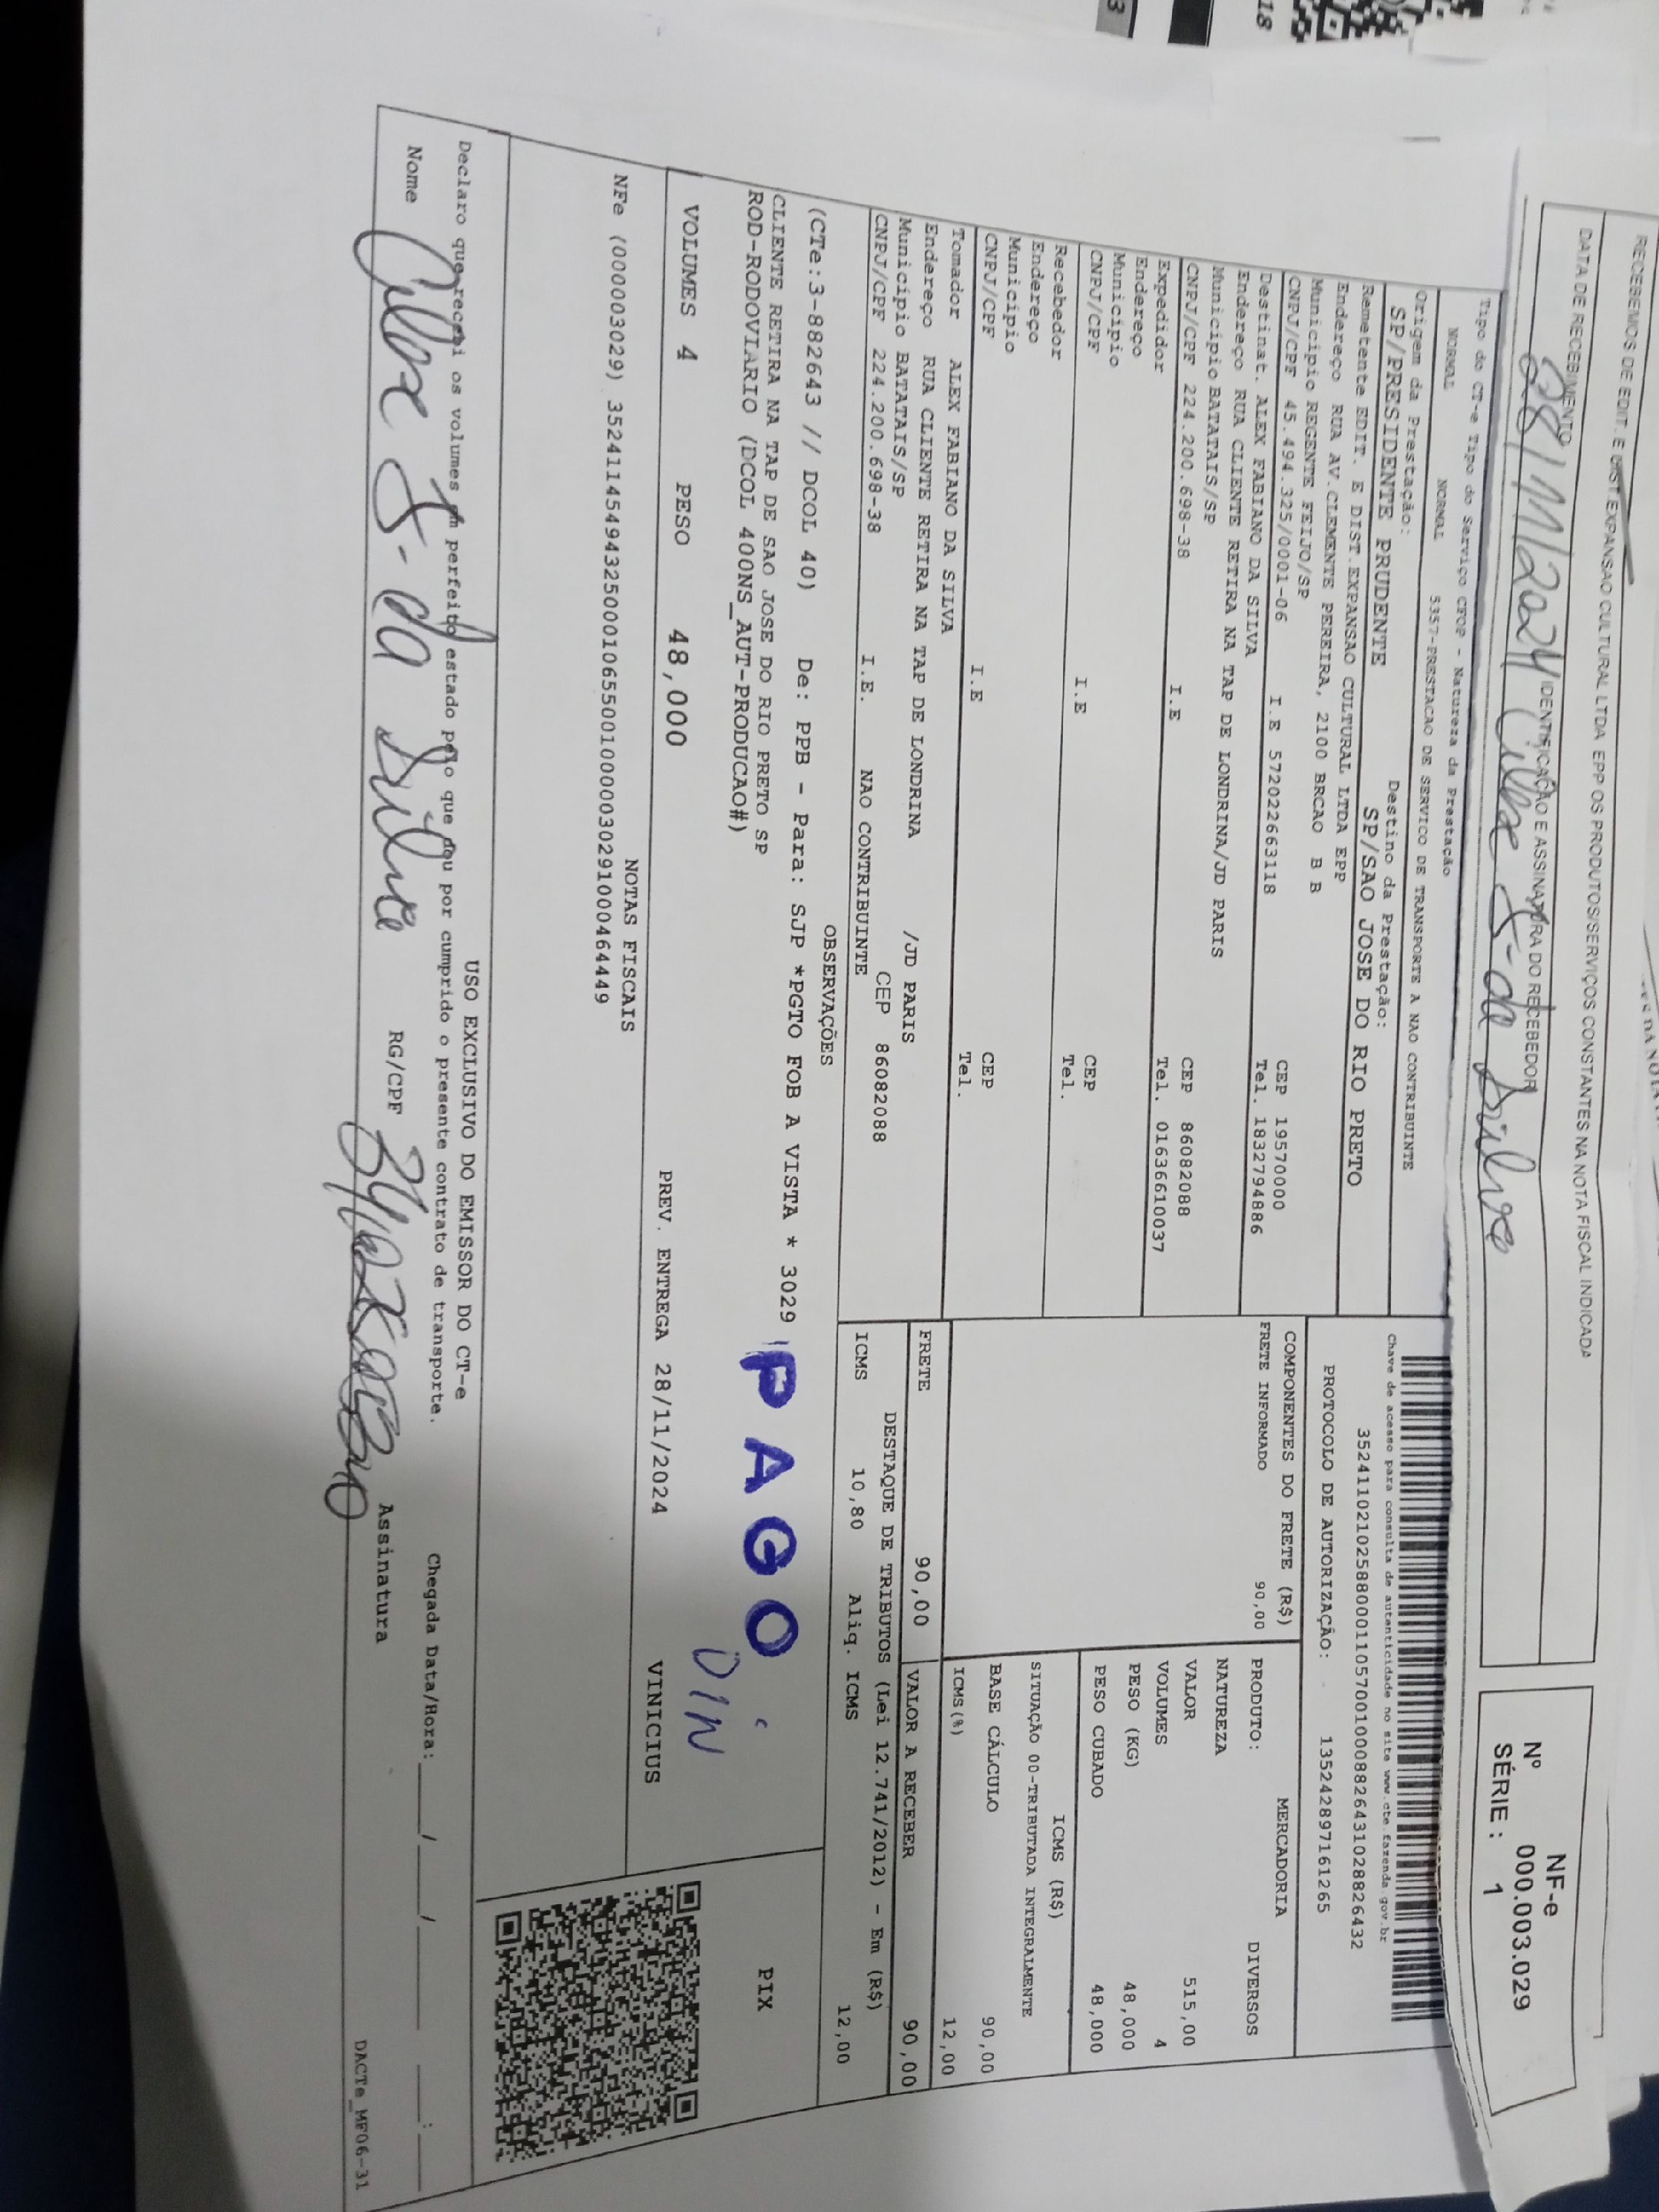 RECEBEMOS DE EDIT. E DIST.EXPANSAO CULTURAL LTDA EPP OS PRODUTOS/SERVIÇOS CONSTANTES NA NOTA FISCAL INDICADA
DATA DE RECEBIMENTO
IDENTIFICAÇÃO E ASSINATURA DO RECEBEDOR
28/11/2024
da Silva
NF-e
Nº 000.003.029
SÉRIE: 1
Tipo do CT-e Tipo do Serviço CFOP - Natureza da Prestação
NORMAL NORMAL 5357-PRESTACAO DE SERVICO DE TRANSPORTE A NAO CONTRIBUINTE
Origem da Prestação: Destino da Prestação:
SP/PRESIDENTE PRUDENTE SP/SAO JOSE DO RIO PRETO
Chave de acesso para consulta de autenticidade no site www.cte.fazenda.gov.br
35241102102588000110570010008826431028826432
PROTOCOLO DE AUTORIZAÇÃO: 135242897161265
Remetente EDIT. E DIST.EXPANSAO CULTURAL LTDA EPP
Endereço RUA AV.CLEMENTE PEREIRA, 2100 BRCAO B B
Município REGENTE FEIJO/SP CEP 19570000
CNPJ/CPF 45.494.325/0001-06 I.E 572022663118 Tel. 1832794886
Destinat. ALEX FABIANO DA SILVA
Endereço RUA CLIENTE RETIRA NA TAP DE LONDRINA/JD PARIS
Município BATATAIS/SP CEP 86082088
CNPJ/CPF 224.200.698-38 I.E Tel. 01636610037
Expedidor
Endereço
Município CEP
CNPJ/CPF I.E Tel.
Recebedor
Endereço
Município CEP
CNPJ/CPF I.E Tel.
Tomador ALEX FABIANO DA SILVA
Endereço RUA CLIENTE RETIRA NA TAP DE LONDRINA /JD PARIS
Município BATATAIS/SP CEP 86082088
CNPJ/CPF 224.200.698-38 I.E. NAO CONTRIBUINTE
COMPONENTES DO FRETE (R$)
FRETE INFORMADO 90,00
MERCADORIA
PRODUTO: DIVERSOS
NATUREZA
VALOR 515,00
VOLUMES 4
PESO (KG) 48,000
PESO CUBADO 48,000
ICMS (R$)
SITUAÇÃO 00-TRIBUTADA INTEGRALMENTE
BASE CÁLCULO 90,00
ICMS(%) 12,00
FRETE 90,00 VALOR A RECEBER 90,00
DESTAQUE DE TRIBUTOS (Lei 12.741/2012) - Em (R$)
ICMS 10,80 Aliq. ICMS 12,00
OBSERVAÇÕES
(CTe:3-882643 // DCOL 40) De: PPB - Para: SJP *PGTO FOB A VISTA * 3029
CLIENTE RETIRA NA TAP DE SAO JOSE DO RIO PRETO SP
ROD-RODOVIARIO (DCOL 400NS_AUT-PRODUCAO#)
PAGO
DIN
PIX
VOLUMES 4 PESO 48,000 PREV. ENTREGA 28/11/2024 VINICIUS
NOTAS FISCAIS
NFe (000003029) 35241145494325000106550010000030291000464449
USO EXCLUSIVO DO EMISSOR DO CT-e
Declaro que recebi os volumes em perfeito estado pelo que dou por cumprido o presente contrato de transporte.
Chegada Data/Hora: ___/___/___ ___:___
Nome da Silva RG/CPF Assinatura
DACTe_MF06-31